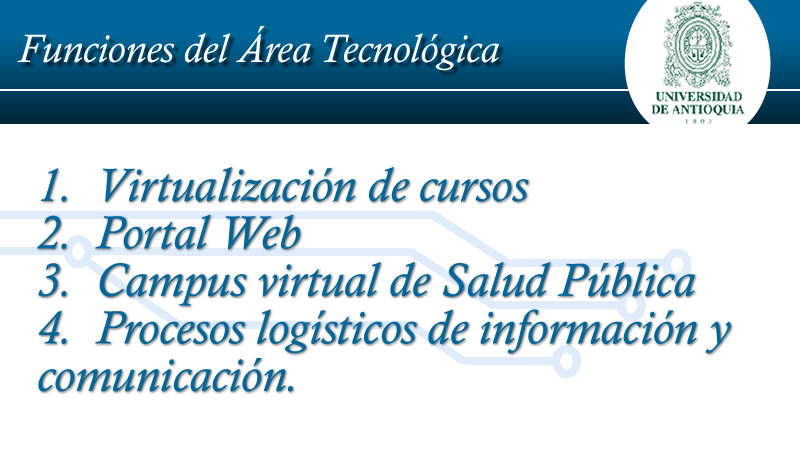 Funciones del Área Tecnológica
UNIVERSIDAD
DE ANTIOQUIA
1803
1. Virtualización de cursos
2. Portal Web
3. Campus virtual de Salud Pública
4. Procesos logísticos de información y
comunicación.